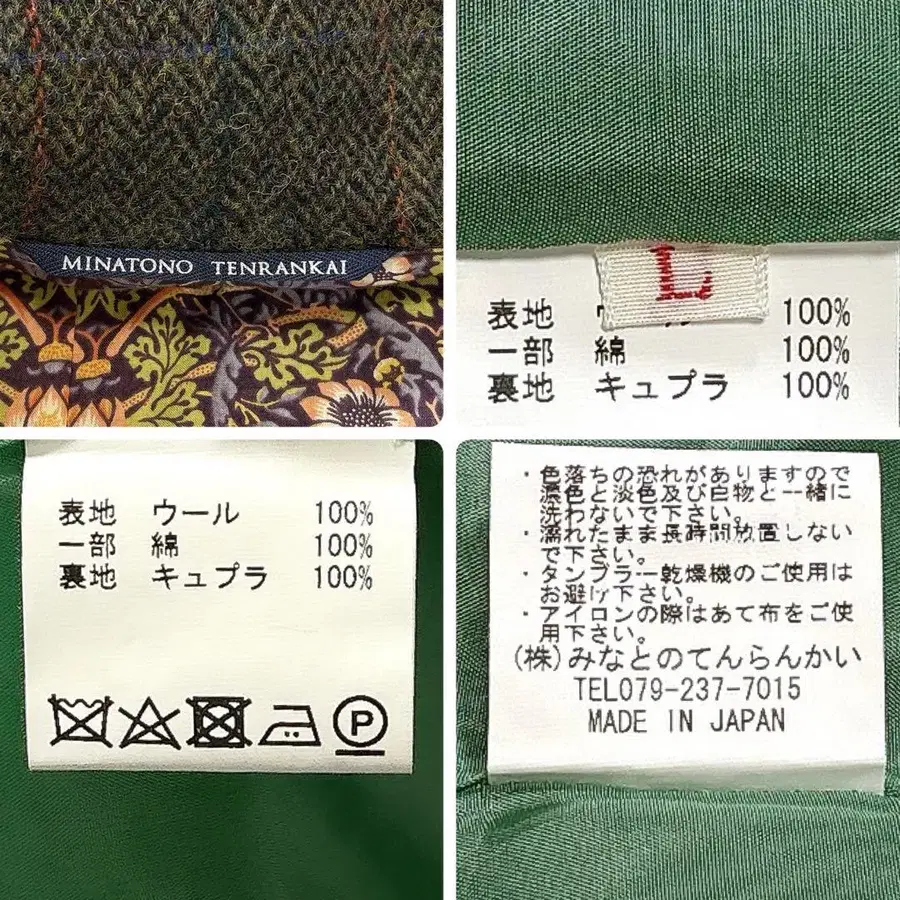 MINATONO TENRANKAI
L
表地 ウール 100%
一部 綿 100%
裏地 キュプラ 100%
表地 ウール 100%
一部 綿 100%
裏地 キュプラ 100%
P
・色落ちの恐れがありますので
濃色と淡色及び白物と一緒に
洗わないで下さい。
・濡れたまま長時間放置しない
で下さい。
・タンブラー乾燥機のご使用は
お避け下さい。
・アイロンの際はあて布をご使
用下さい。
(株)みなとのてんらんかい
TEL079-237-7015
MADE IN JAPAN